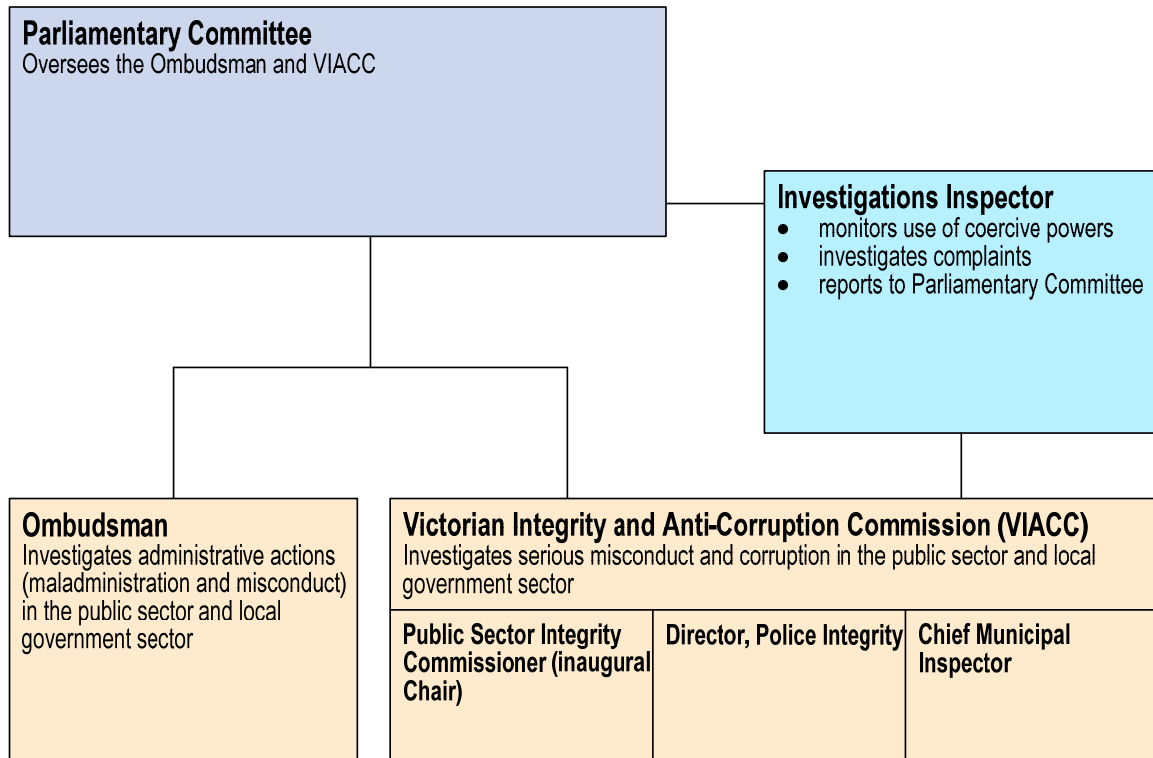 Parliamentary Committee
Oversees the Ombudsman and VIACC
Investigations Inspector
● monitors use of coercive powers
● investigates complaints
● reports to Parliamentary Committee
Ombudsman
Investigates administrative actions
(maladministration and misconduct)
in the public sector and local
government sector
Victorian Integrity and Anti-Corruption Commission (VIACC)
Investigates serious misconduct and corruption in the public sector and local
government sector
Public Sector Integrity
Commissioner (inaugural
Chair)
Director, Police Integrity
Chief Municipal
Inspector